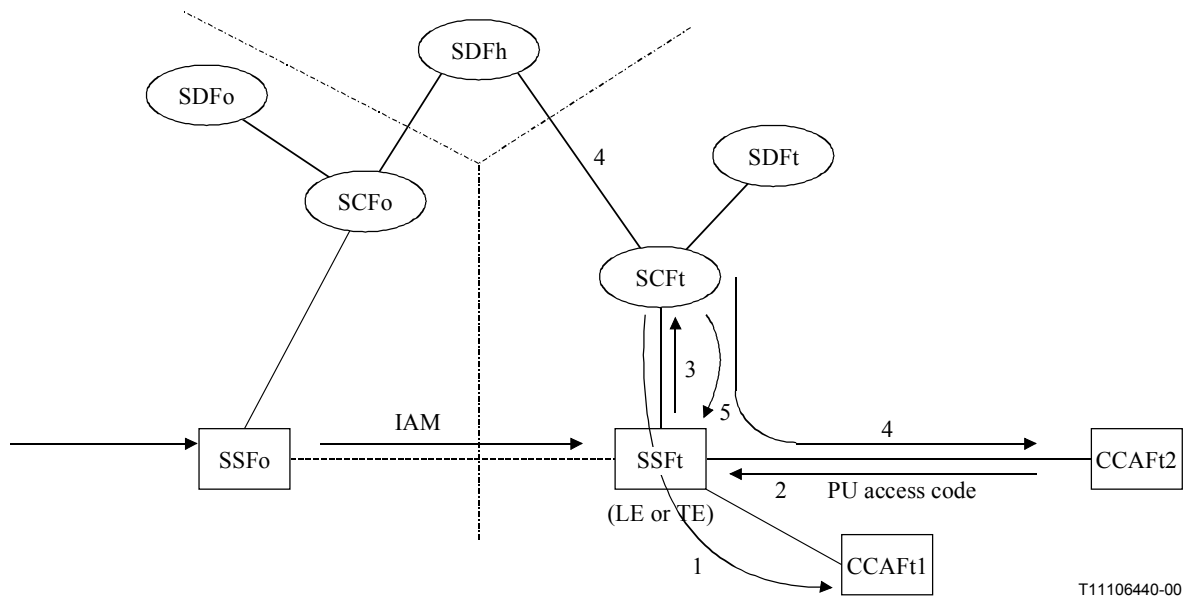 SDFh
SDFo
SDFt
4
SCFo
SCFt
3
5
IAM
4
SSFo
SSFt
CCAFt2
2
PU access code
(LE or TE)
1
CCAFt1
T11106440-00